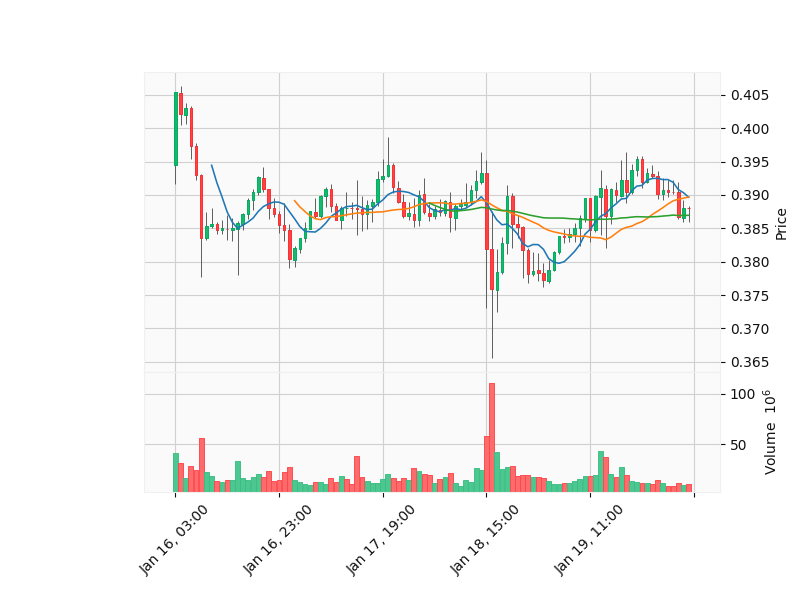 0.405
0.400
0.395
0.390
0.385
0.380
0.375
0.370
0.365
Price
100
50
Volume 10^6
Jan 16, 03:00
Jan 16, 23:00
Jan 17, 19:00
Jan 18, 15:00
Jan 19, 11:00